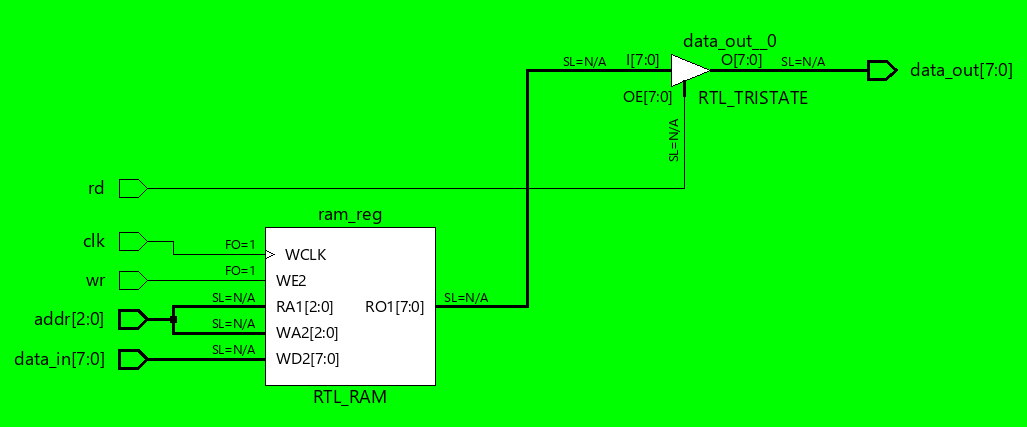 data_out__0
SL=N/A
I[7:0]
O[7:0]
SL=N/A
data_out[7:0]
OE[7:0]
RTL_TRISTATE
SL=N/A
rd
ram_reg
clk
FO=1
WCLK
wr
FO=1
WE2
addr[2:0]
SL=N/A
RA1[2:0]
RO1[7:0]
SL=N/A
SL=N/A
WA2[2:0]
data_in[7:0]
SL=N/A
WD2[7:0]
RTL_RAM